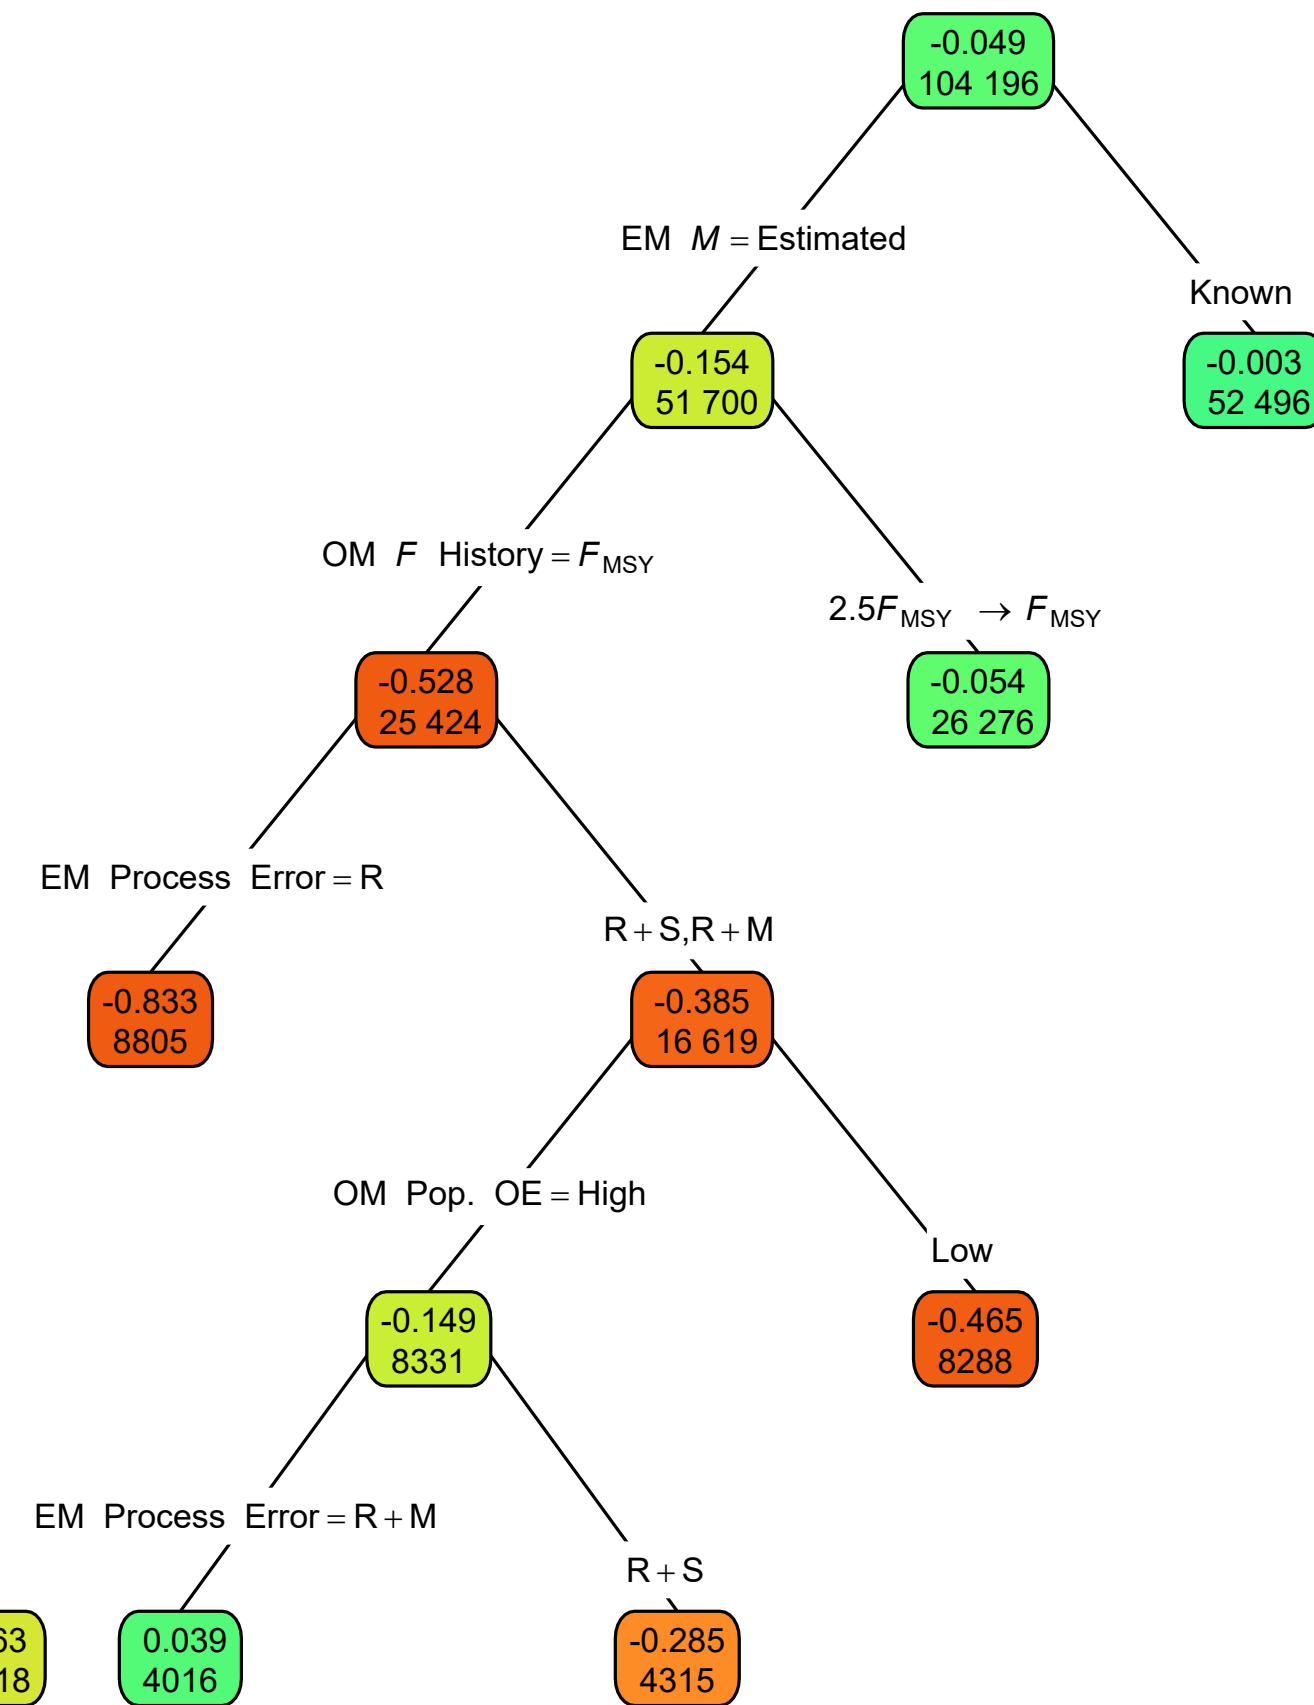 -0.049
104 196
EM M = Estimated
Known
-0.154
51 700
-0.003
52 496
OM F History = FMSY
2.5FMSY → FMSY
-0.528
25 424
-0.054
26 276
EM Process Error = R
R + S,R + M
-0.833
8805
-0.385
16 619
OM Pop. OE = High
Low
-0.149
8331
-0.465
8288
EM Process Error = R + M
R + S
63
18
0.039
4016
-0.285
4315